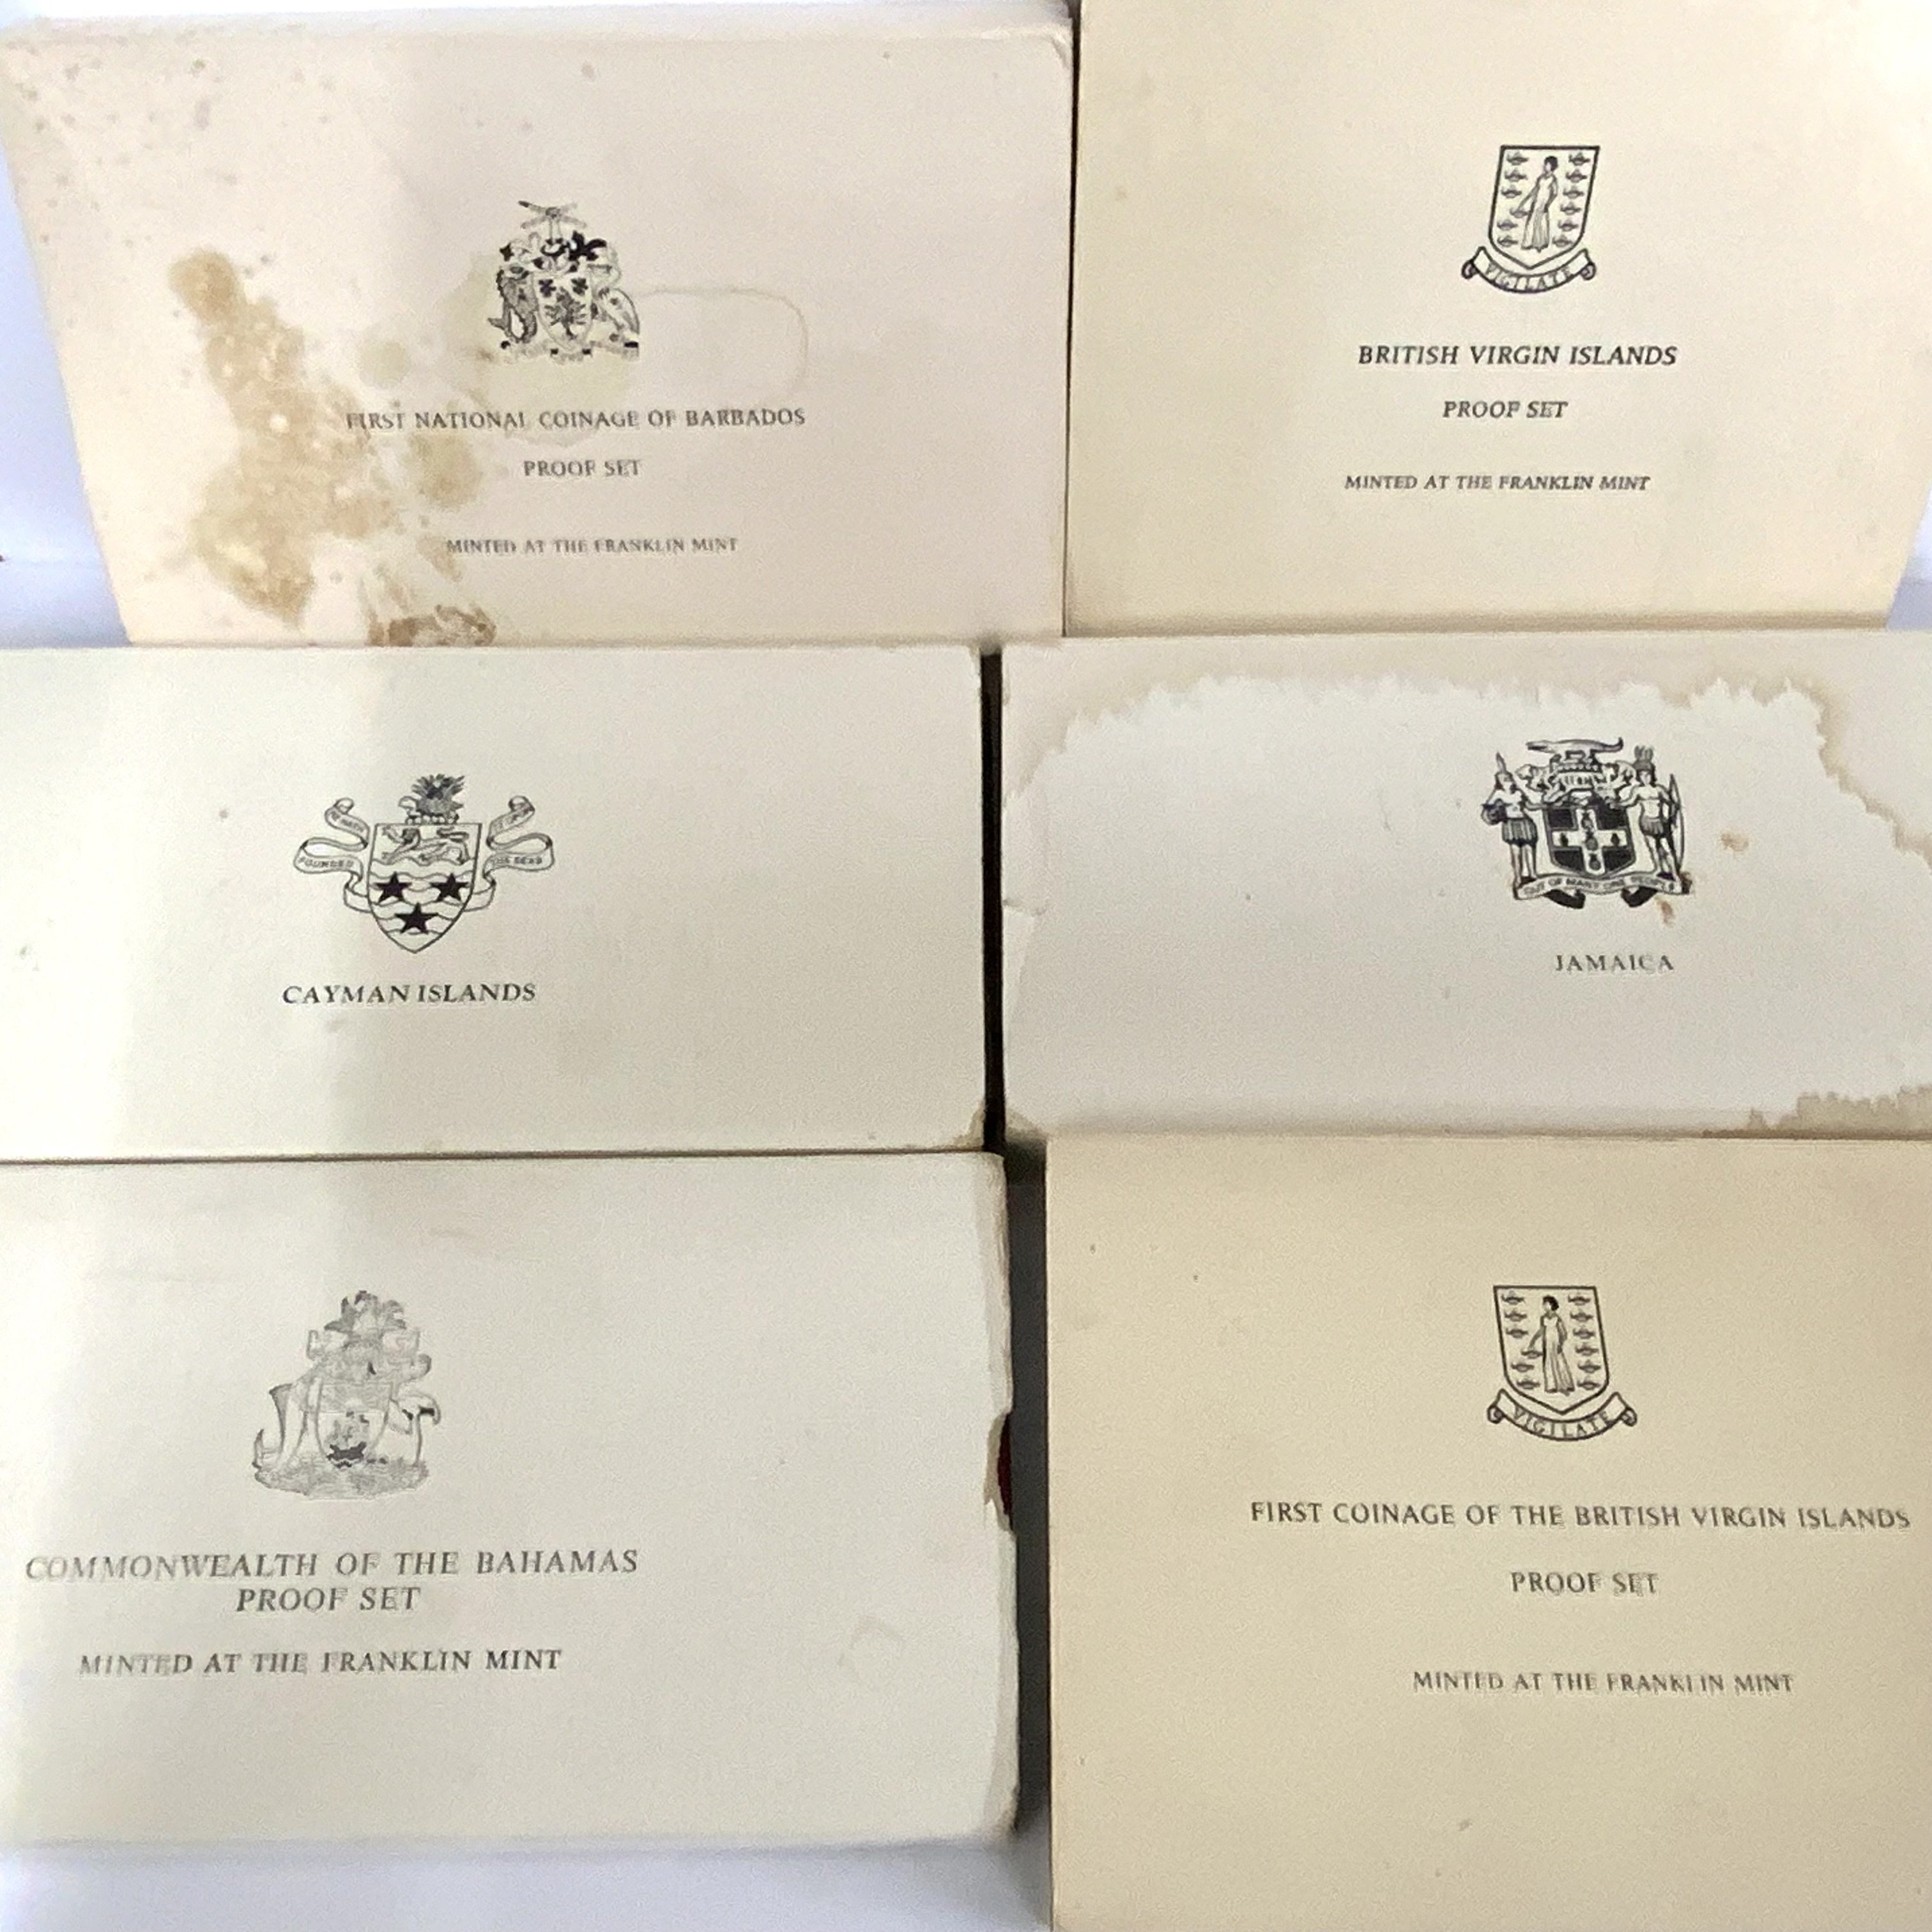 FIRST NATIONAL COINAGE OF BARBADOS
PROOF SET
MINTED AT THE FRANKLIN MINT
VIGILATE
BRITISH VIRGIN ISLANDS
PROOF SET
MINTED AT THE FRANKLIN MINT
FOUNDED
THE SEAS
CAYMAN ISLANDS
OUT OF MANY ONE PEOPLE
JAMAICA
COMMONWEALTH OF THE BAHAMAS
PROOF SET
MINTED AT THE FRANKLIN MINT
VIGILATE
FIRST COINAGE OF THE BRITISH VIRGIN ISLANDS
PROOF SET
MINTED AT THE FRANKLIN MINT